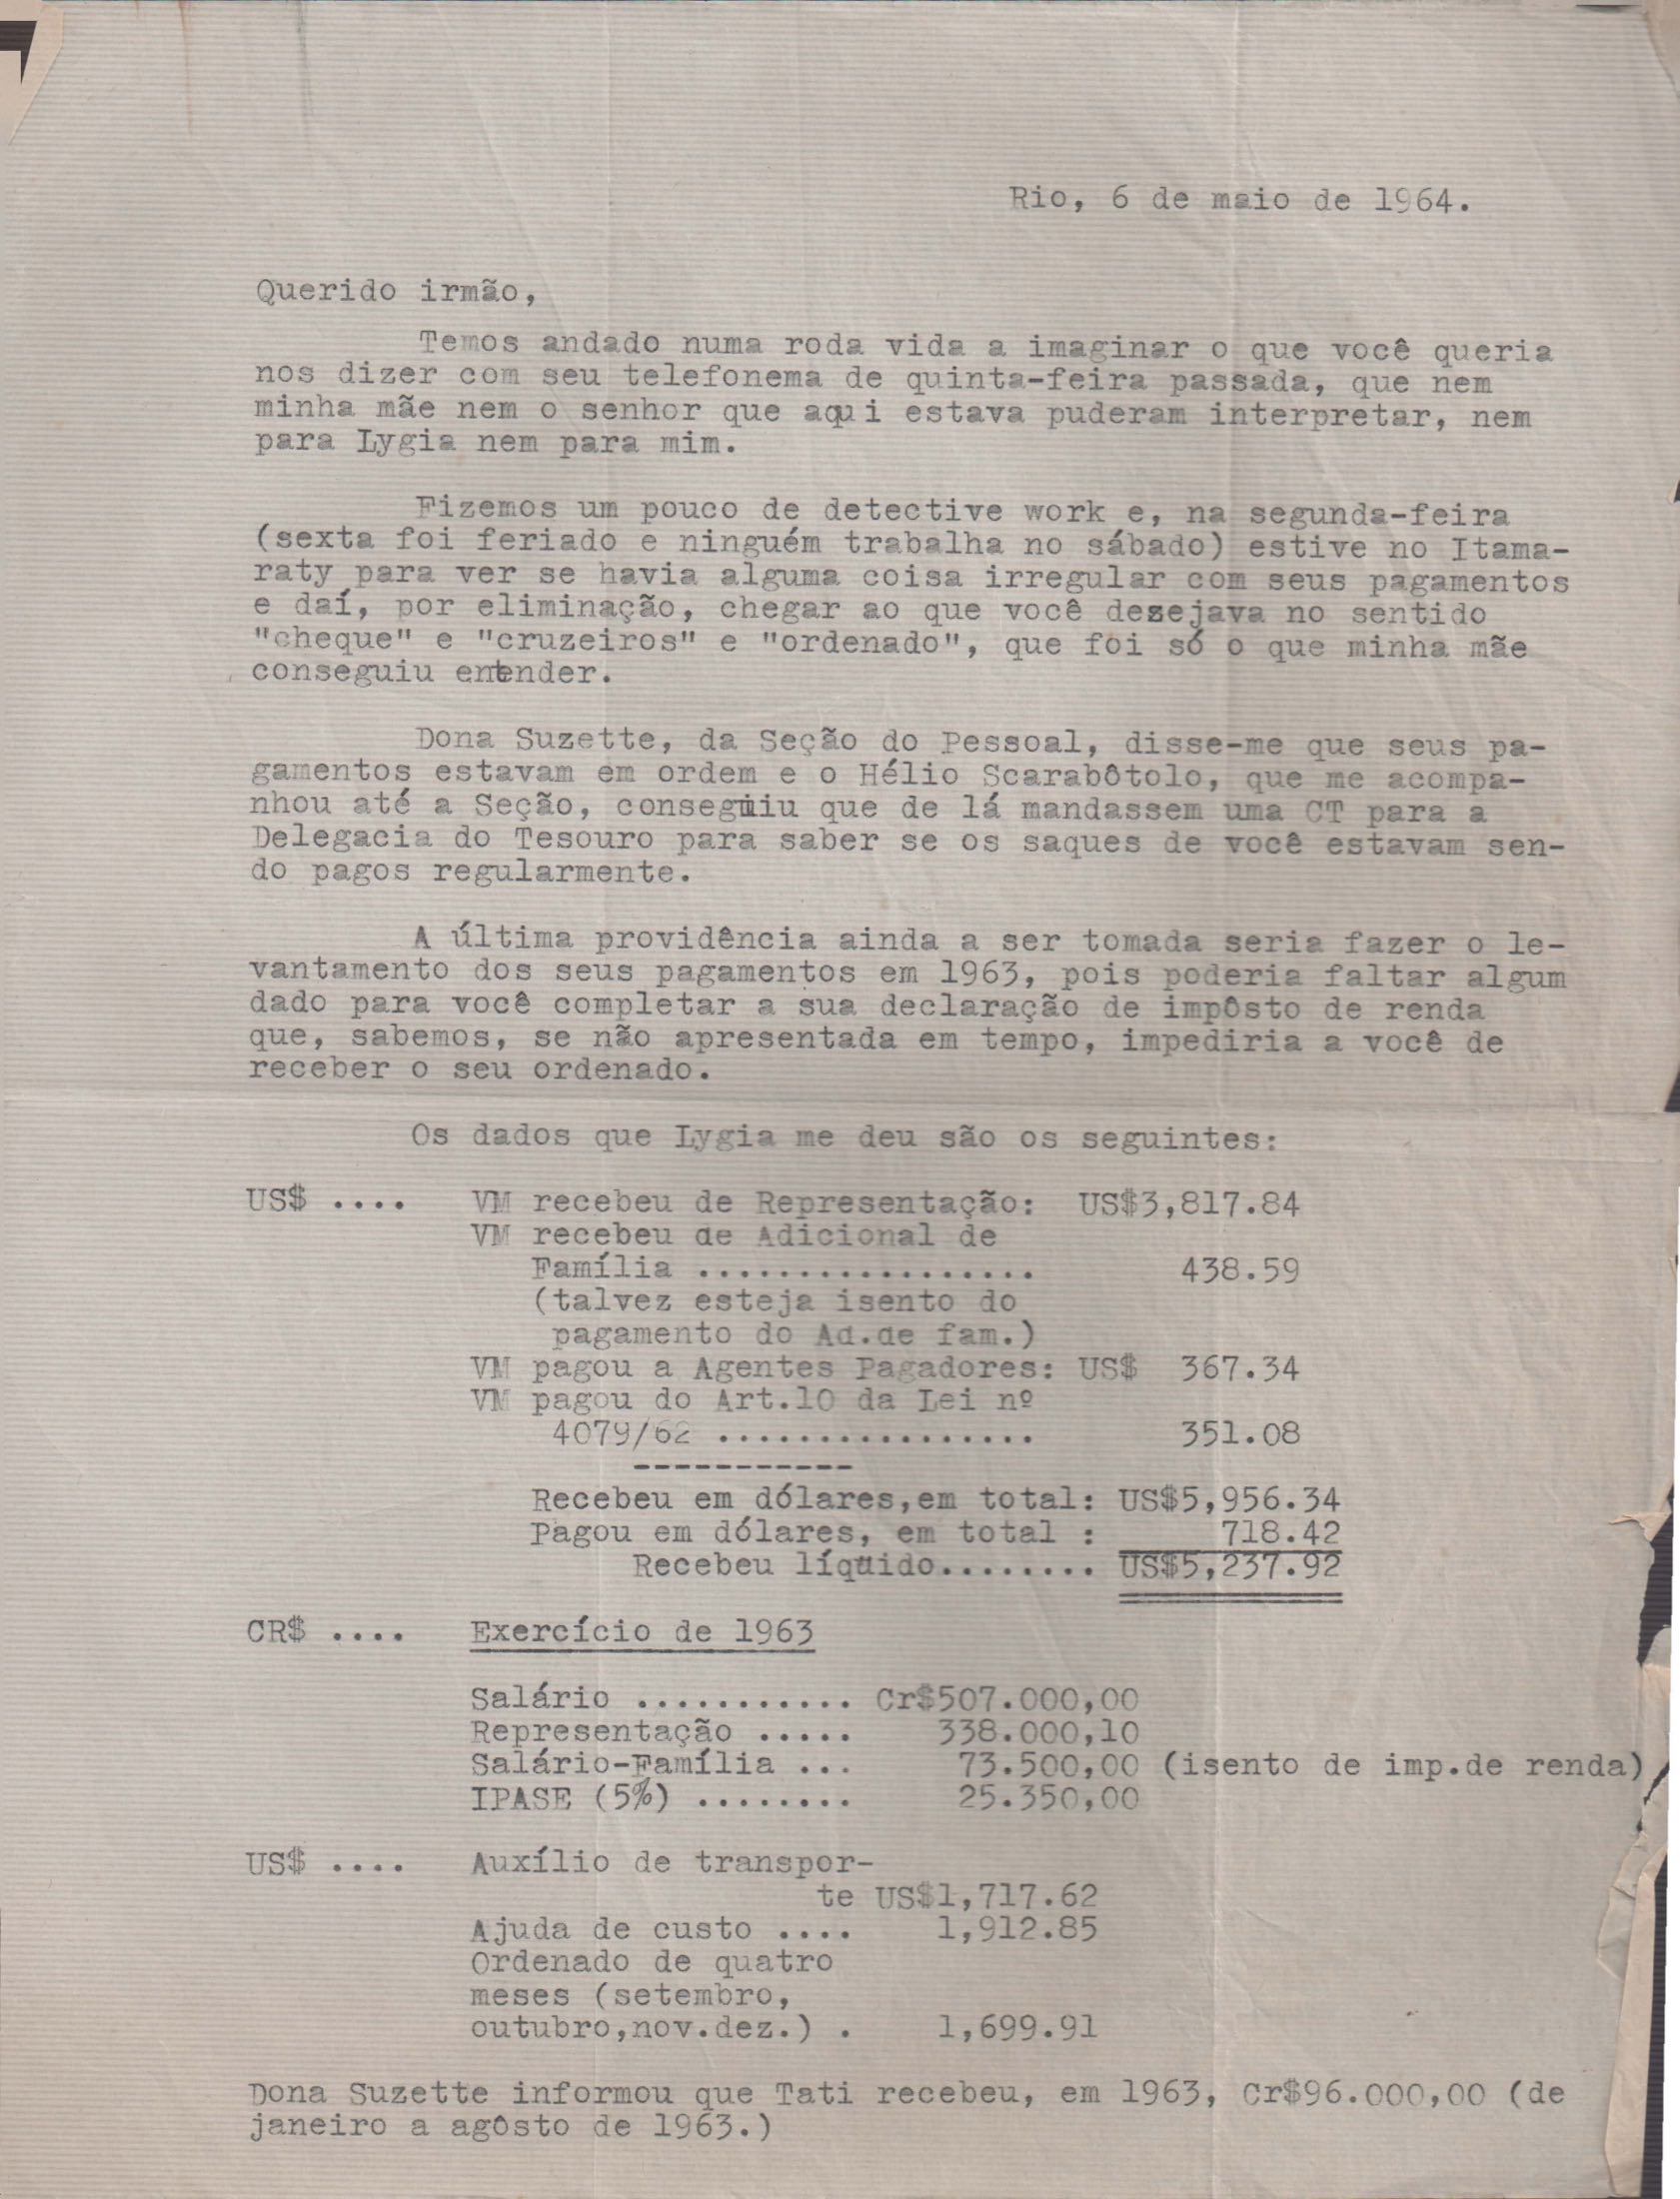 Rio, 6 de maio de 1964.
Querido irmão,
Temos andado numa roda vida a imaginar o que você queria
nos dizer com seu telefonema de quinta-feira passada, que nem
minha mãe nem o senhor que aqui estava puderam interpretar, nem
para Lygia nem para mim.
Fizemos um pouco de detective work e, na segunda-feira
(sexta foi feriado e ninguém trabalha no sábado) estive no Itama-
raty para ver se havia alguma coisa irregular com seus pagamentos
e daí, por eliminação, chegar ao que você desejava no sentido
"cheque" e "cruzeiros" e "ordenado", que foi só o que minha mãe
conseguiu entender.
Dona Suzette, da Seção do Pessoal, disse-me que seus pa-
gamentos estavam em ordem e o Hélio Scarabôtolo, que me acompa-
nhou até a Seção, conseguiu que de lá mandassem uma CT para a
Delegacia do Tesouro para saber se os saques de você estavam sen-
do pagos regularmente.
A última providência ainda a ser tomada seria fazer o le-
vantamento dos seus pagamentos em 1963, pois poderia faltar algum
dado para você completar a sua declaração de impôsto de renda
que, sabemos, se não apresentada em tempo, impediria a você de
receber o seu ordenado.
Os dados que Lygia me deu são os seguintes:
US$ .... VM recebeu de Representação: US$3,817.84
VM recebeu de Adicional de
Família ................. 438.59
(talvez esteja isento do
pagamento do Ad.de fam.)
VM pagou a Agentes Pagadores: US$ 367.34
VM pagou do Art.10 da Lei nº
4079/62 ................ 351.08
-----------
Recebeu em dólares,em total: US$5,956.34
Pagou em dólares, em total : 718.42
Recebeu líquido........ US$5,237.92
CR$ .... Exercício de 1963
Salário ........... Cr$507.000,00
Representação ..... 338.000,10
Salário-Família ... 73.500,00 (isento de imp.de renda)
IPASE (5%) ........ 25.350,00
US$ .... Auxílio de transpor-
te US$1,717.62
Ajuda de custo .... 1,912.85
Ordenado de quatro
meses (setembro,
outubro,nov.dez.) . 1,699.91
Dona Suzette informou que Tati recebeu, em 1963, Cr$96.000,00 (de
janeiro a agôsto de 1963.)